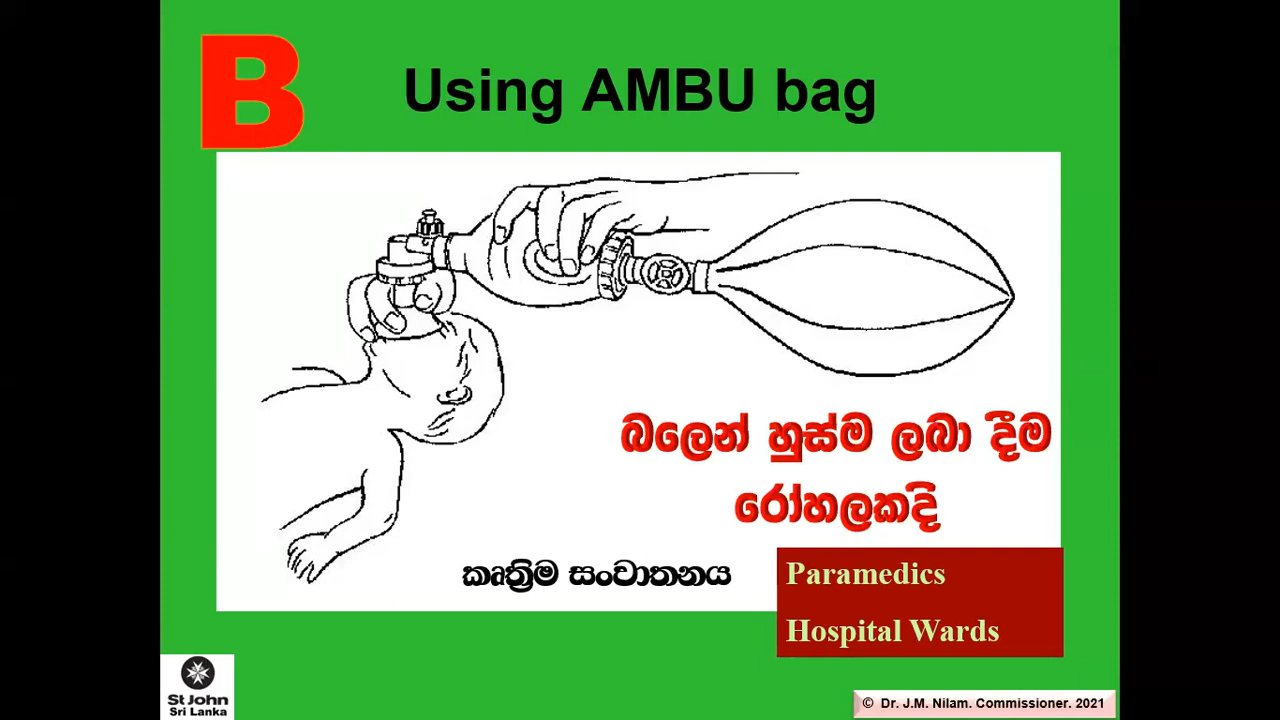 B
Using AMBU bag
බලෙන් හුස්ම ලබා දීම
රෝහලකදි
කෘත්‍රිම සංවාතනය
Paramedics
Hospital Wards
St John
Sri Lanka
© Dr. J.M. Nilam. Commissioner. 2021